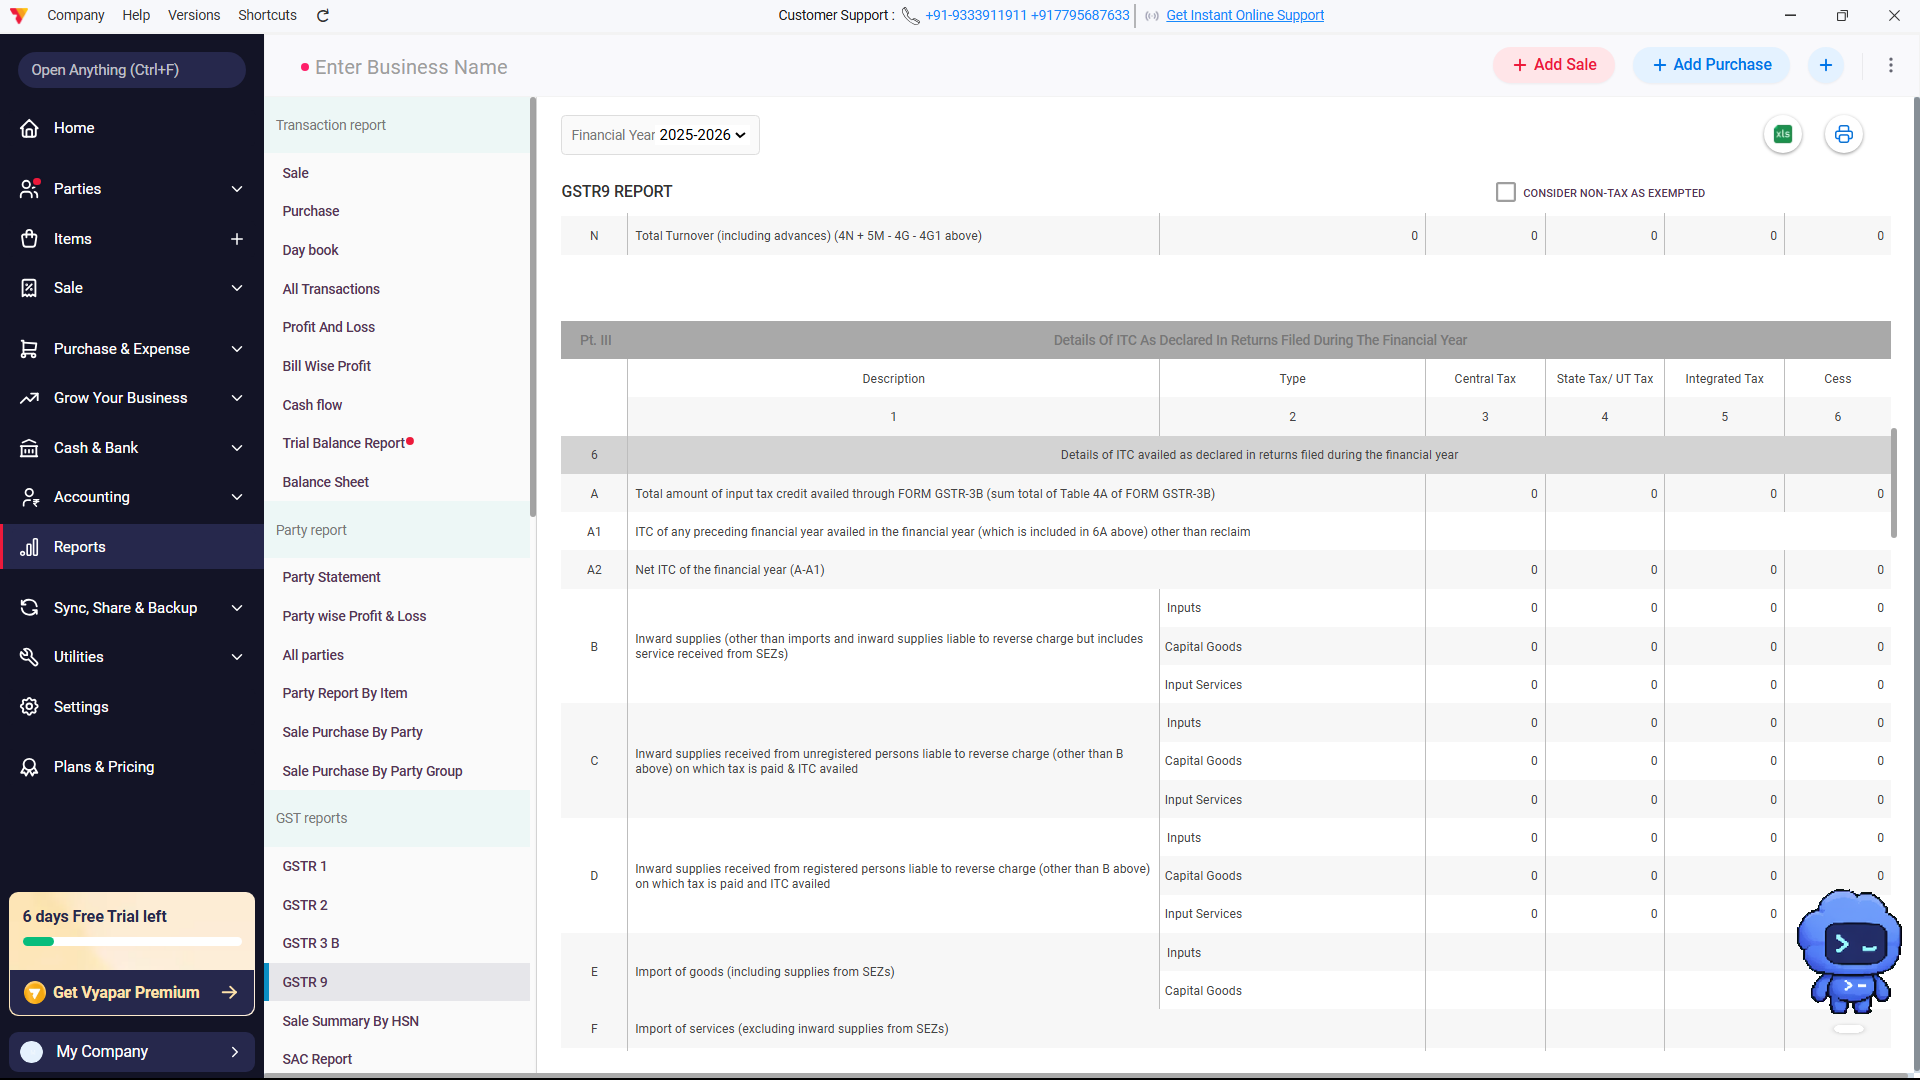 Company Help Versions Shortcuts
Customer Support : +91-9333911911 +917795687633 Get Instant Online Support
Open Anything (Ctrl+F)
Enter Business Name
+ Add Sale
+ Add Purchase
Home
Parties
Items
Sale
Purchase & Expense
Grow Your Business
Cash & Bank
Accounting
Reports
Sync, Share & Backup
Utilities
Settings
Plans & Pricing
6 days Free Trial left
Get Vyapar Premium
My Company
Transaction report
Sale
Purchase
Day book
All Transactions
Profit And Loss
Bill Wise Profit
Cash flow
Trial Balance Report
Balance Sheet
Party report
Party Statement
Party wise Profit & Loss
All parties
Party Report By Item
Sale Purchase By Party
Sale Purchase By Party Group
GST reports
GSTR 1
GSTR 2
GSTR 3 B
GSTR 9
Sale Summary By HSN
SAC Report
Financial Year 2025-2026
xls
GSTR9 REPORT
CONSIDER NON-TAX AS EXEMPTED
N Total Turnover (including advances) (4N + 5M - 4G - 4G1 above) 0 0 0 0 0
Pt. III Details Of ITC As Declared In Returns Filed During The Financial Year
Description Type Central Tax State Tax/ UT Tax Integrated Tax Cess
1 2 3 4 5 6
6 Details of ITC availed as declared in returns filed during the financial year
A Total amount of input tax credit availed through FORM GSTR-3B (sum total of Table 4A of FORM GSTR-3B) 0 0 0 0
A1 ITC of any preceding financial year availed in the financial year (which is included in 6A above) other than reclaim
A2 Net ITC of the financial year (A-A1) 0 0 0 0
B Inward supplies (other than imports and inward supplies liable to reverse charge but includes
service received from SEZs)
Inputs 0 0 0 0
Capital Goods 0 0 0 0
Input Services 0 0 0 0
C Inward supplies received from unregistered persons liable to reverse charge (other than B
above) on which tax is paid & ITC availed
Inputs 0 0 0 0
Capital Goods 0 0 0 0
Input Services 0 0 0 0
D Inward supplies received from registered persons liable to reverse charge (other than B above)
on which tax is paid and ITC availed
Inputs 0 0 0 0
Capital Goods 0 0 0 0
Input Services 0 0 0
E Import of goods (including supplies from SEZs)
Inputs
Capital Goods
F Import of services (excluding inward supplies from SEZs)